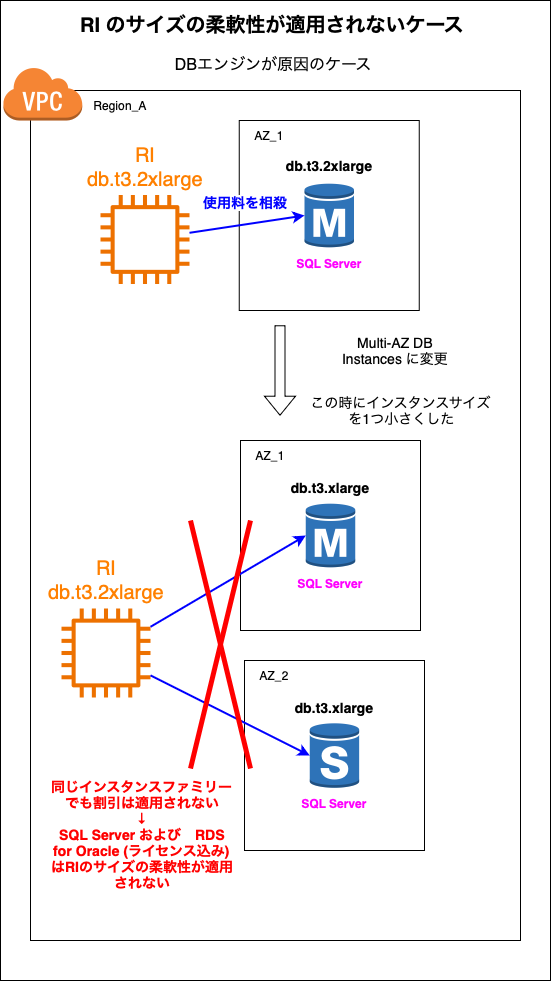 RI のサイズの柔軟性が適用されないケース
DBエンジンが原因のケース
VPC
Region_A
AZ_1
RI
db.t3.2xlarge
db.t3.2xlarge
使用料を相殺
M
SQL Server
Multi-AZ DB
Instances に変更
この時にインスタンスサイズ
を1つ小さくした
AZ_1
db.t3.xlarge
M
SQL Server
RI
db.t3.2xlarge
AZ_2
db.t3.xlarge
S
SQL Server
同じインスタンスファミリー
でも割引は適用されない
↓
SQL Server および　RDS
for Oracle (ライセンス込み)
はRIのサイズの柔軟性が適用
されない